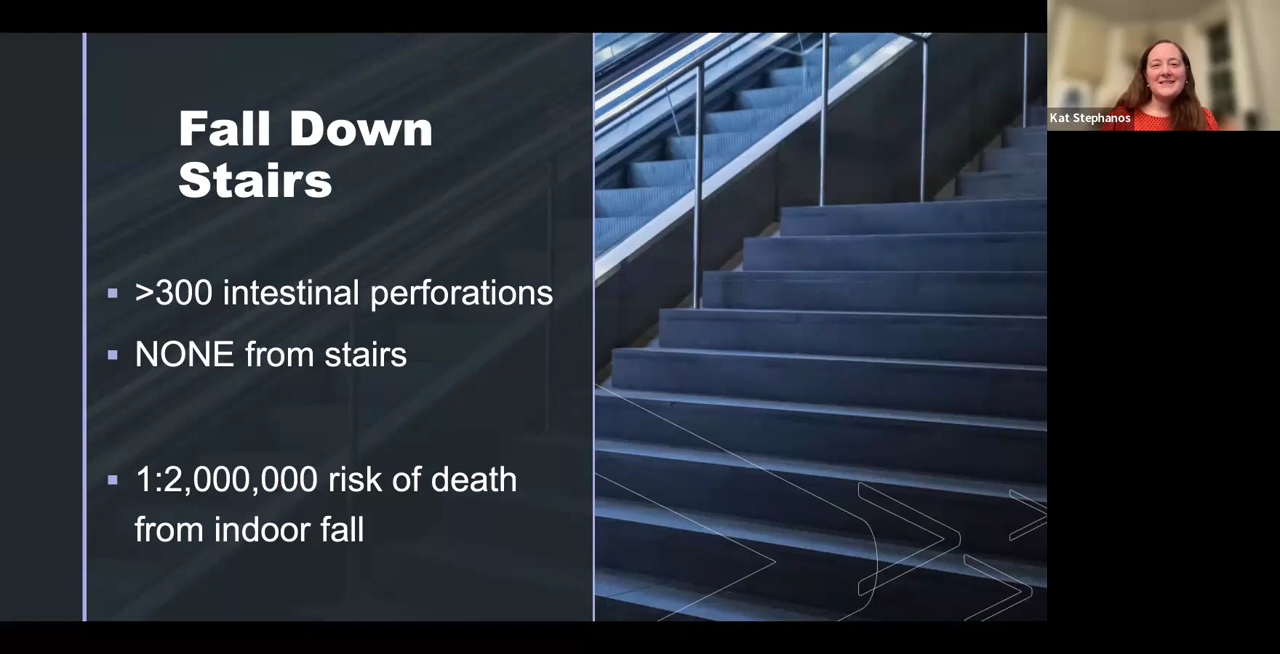 Fall Down
Stairs
>300 intestinal perforations
NONE from stairs
1:2,000,000 risk of death
from indoor fall
Kat Stephanos